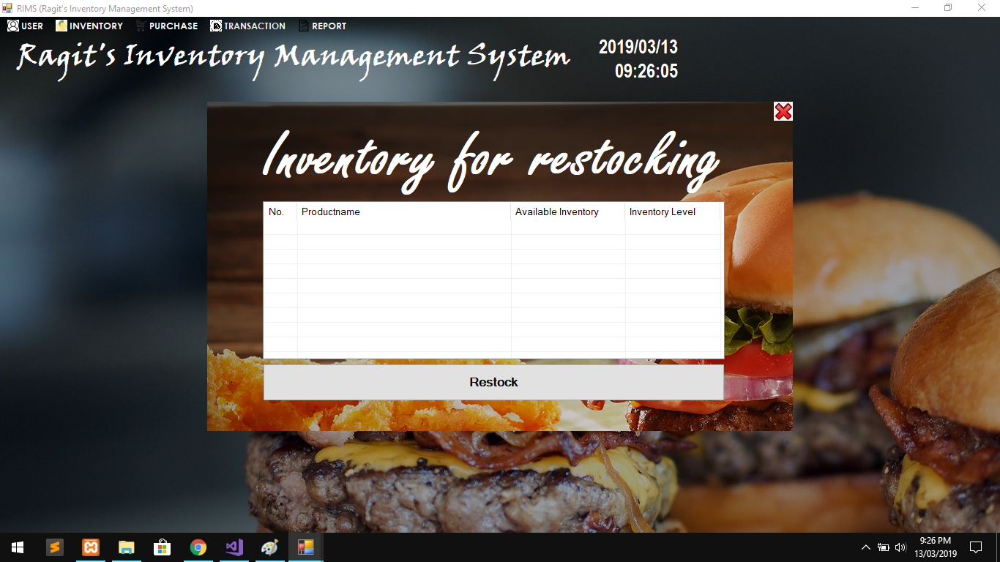 RIMS (Ragit's Inventory Management System)
USER INVENTORY PURCHASE TRANSACTION REPORT
Ragit's Inventory Management System
2019/03/13
09:26:05
Inventory for restocking
No. Productname Available Inventory Inventory Level
Restock
9:26 PM
13/03/2019